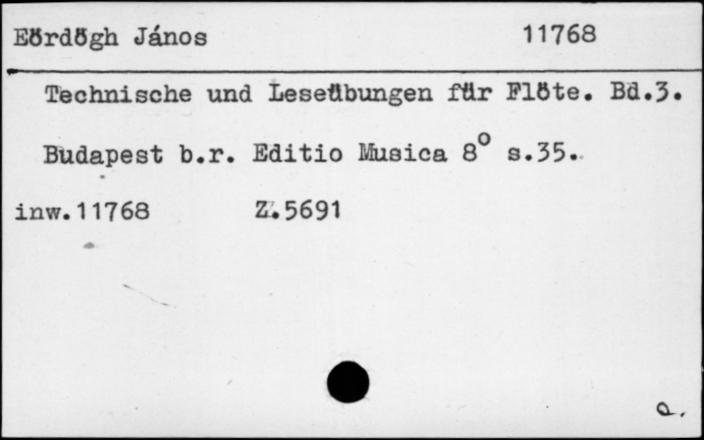 Eördögh János 11768
Technische und Leseübungen für Flöte. Bd.3.
Budapest b.r. Editio Musica 8° s.35.
inw.11768 Z.5691